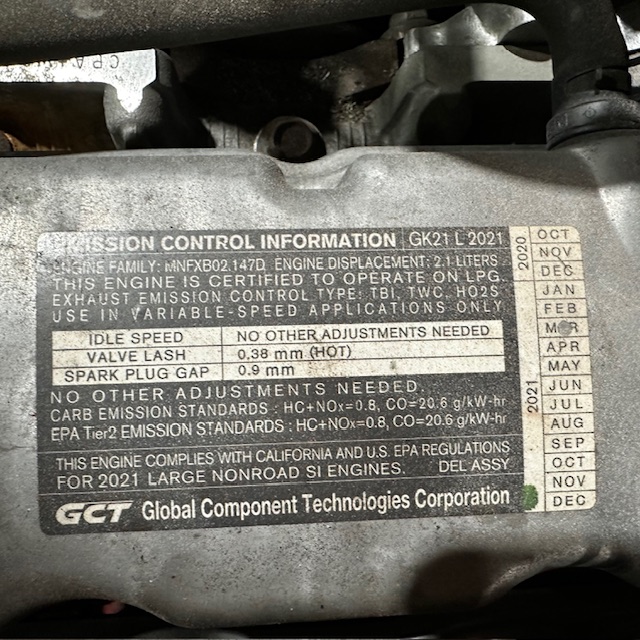 EMISSION CONTROL INFORMATION GK21 L 2021
ENGINE FAMILY: MNFXB02.147D ENGINE DISPLACEMENT: 2.1 LITERS
THIS ENGINE IS CERTIFIED TO OPERATE ON LPG.
EXHAUST EMISSION CONTROL TYPE: TBI, TWC, HO2S
USE IN VARIABLE-SPEED APPLICATIONS ONLY
IDLE SPEED NO OTHER ADJUSTMENTS NEEDED
VALVE LASH 0.38 mm (HOT)
SPARK PLUG GAP 0.9 mm
NO OTHER ADJUSTMENTS NEEDED.
CARB EMISSION STANDARDS : HC+NOx=0.8, CO=20.6 g/kW-hr
EPA Tier2 EMISSION STANDARDS : HC+NOx=0.8, CO=20.6 g/kW-hr
THIS ENGINE COMPLIES WITH CALIFORNIA AND U.S. EPA REGULATIONS
FOR 2021 LARGE NONROAD SI ENGINES. DEL ASSY
GCT Global Component Technologies Corporation
2020
OCT
NOV
DEC
2021
JAN
FEB
MAR
APR
MAY
JUN
JUL
AUG
SEP
OCT
NOV
DEC